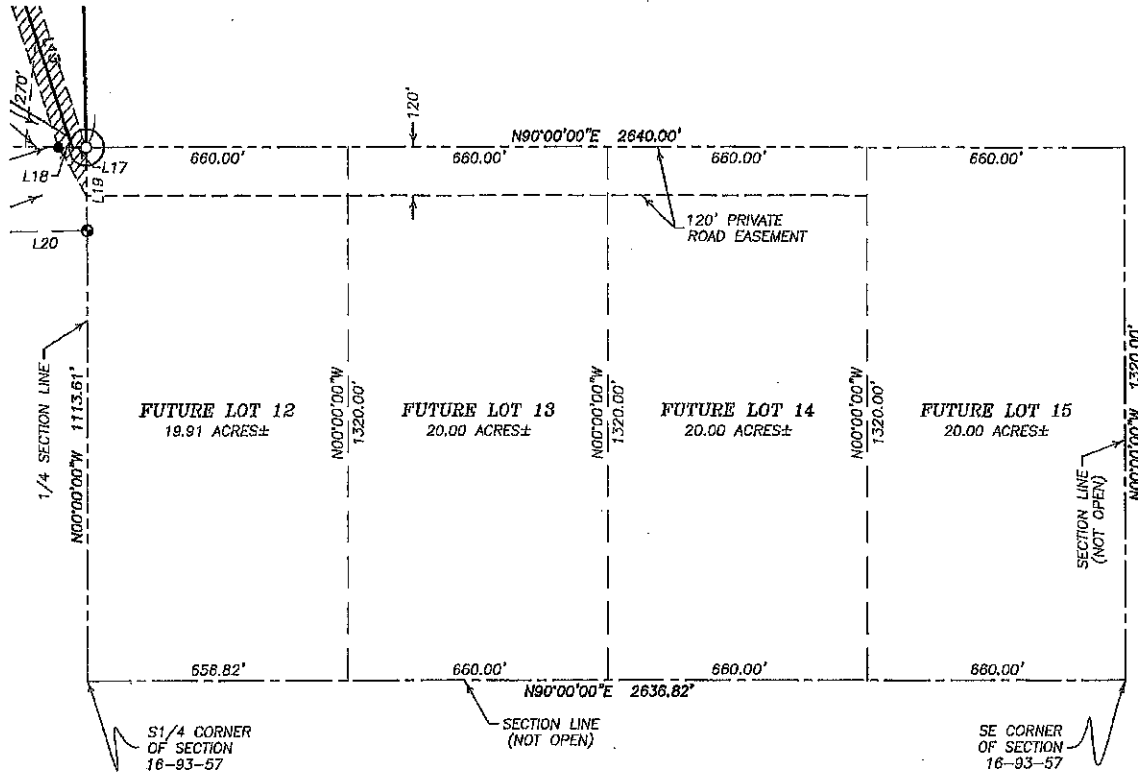 270'
120'
N90°00'00"E 2640.00'
660.00'
660.00'
660.00'
660.00'
L17
L18
L19
L20
120' PRIVATE
ROAD EASEMENT
1/4 SECTION LINE
N00°00'00"W 1113.61'
FUTURE LOT 12
19.91 ACRES±
N00°00'00"W
1320.00'
FUTURE LOT 13
20.00 ACRES±
N00°00'00"W
1320.00'
FUTURE LOT 14
20.00 ACRES±
N00°00'00"W
1320.00'
FUTURE LOT 15
20.00 ACRES±
SECTION LINE
(NOT OPEN)
N00°00'00"W 1320.00'
656.82'
660.00'
660.00'
660.00'
N90°00'00"E 2636.82'
S1/4 CORNER
OF SECTION
16-93-57
SECTION LINE
(NOT OPEN)
SE CORNER
OF SECTION
16-93-57